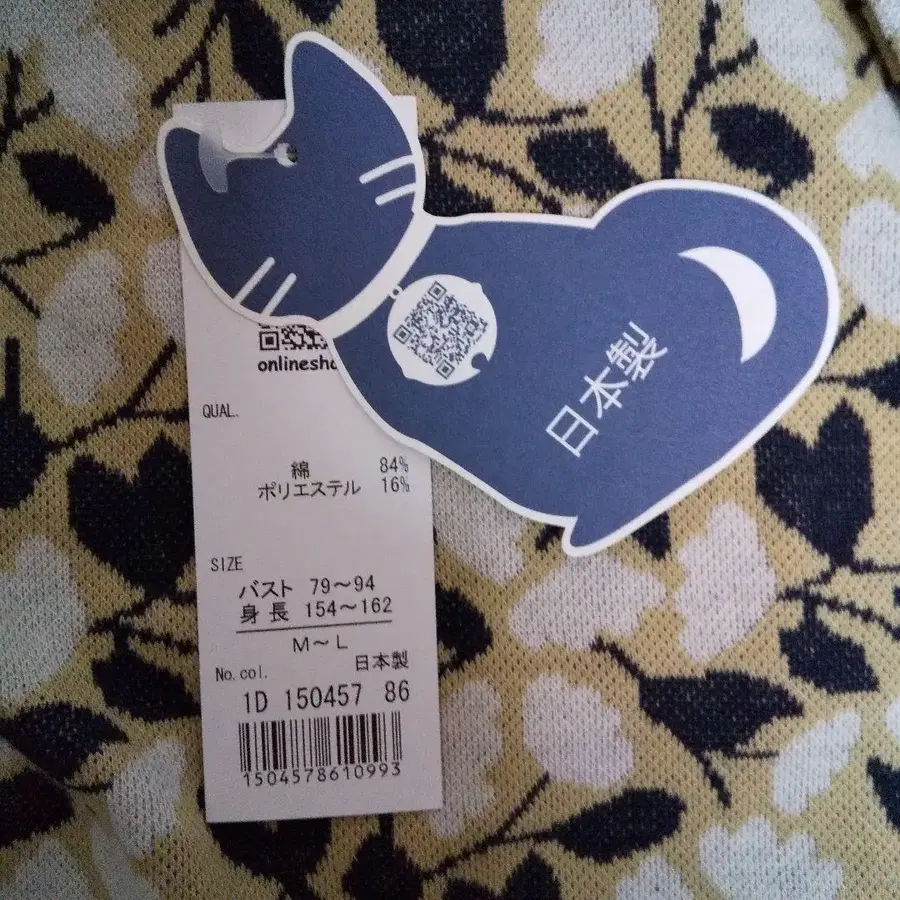 日本製
onlinesho
QUAL.
綿 84%
ポリエステル 16%
SIZE
バスト 79～94
身長 154～162
M～L
日本製
No.col.
1D 150457 86
1504578610993